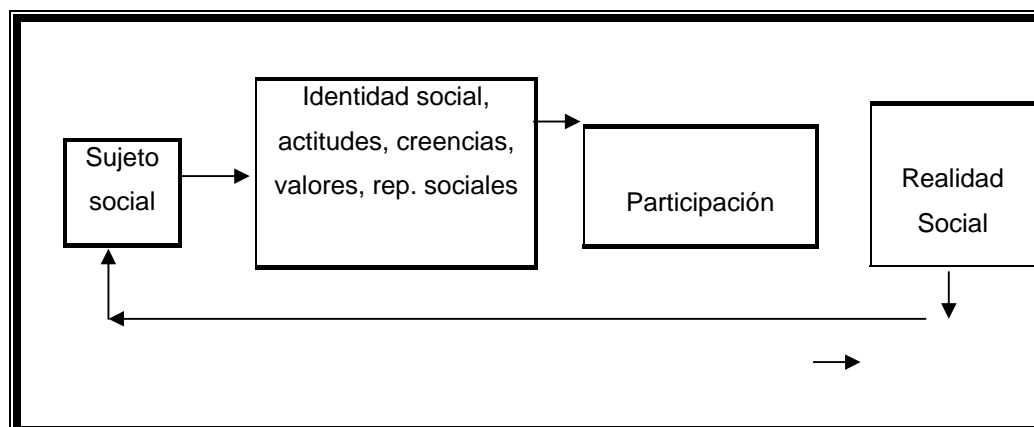 Sujeto
social
Identidad social,
actitudes, creencias,
valores, rep. sociales
Participación
Realidad
Social